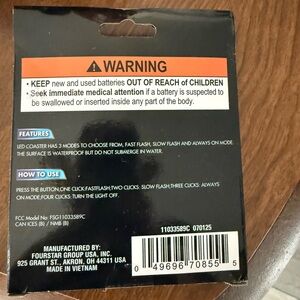 ⚠ WARNING
• KEEP new and used batteries OUT OF REACH of CHILDREN
• Seek immediate medical attention if a battery is suspected
to be swallowed or inserted inside any part of the body.
FEATURES
LED COASTER HAS 3 MODES TO CHOOSE FROM, FAST FLASH, SLOW FLASH AND ALWAYS ON MODE.
THE SURFACE IS WATERPROOF BUT DO NOT SUBMERGE IN WATER.
HOW TO USE
PRESS THE BUTTON,ONE CLICK:FASTFLASH;TWO CLICKS: SLOW FLASH;THREE CLICKS: ALWAYS
ON MODE;FOUR CLICKS: TURN THE LIGHT OFF.
FCC Model No: FSG11033589C
CAN ICES (B) / NMB (B)
MANUFACTURED BY:
FOURSTAR GROUP USA, INC.
925 GRANT ST., AKRON, OH 44311 USA
MADE IN VIETNAM
11033589C 070125
0 49696 70855 5